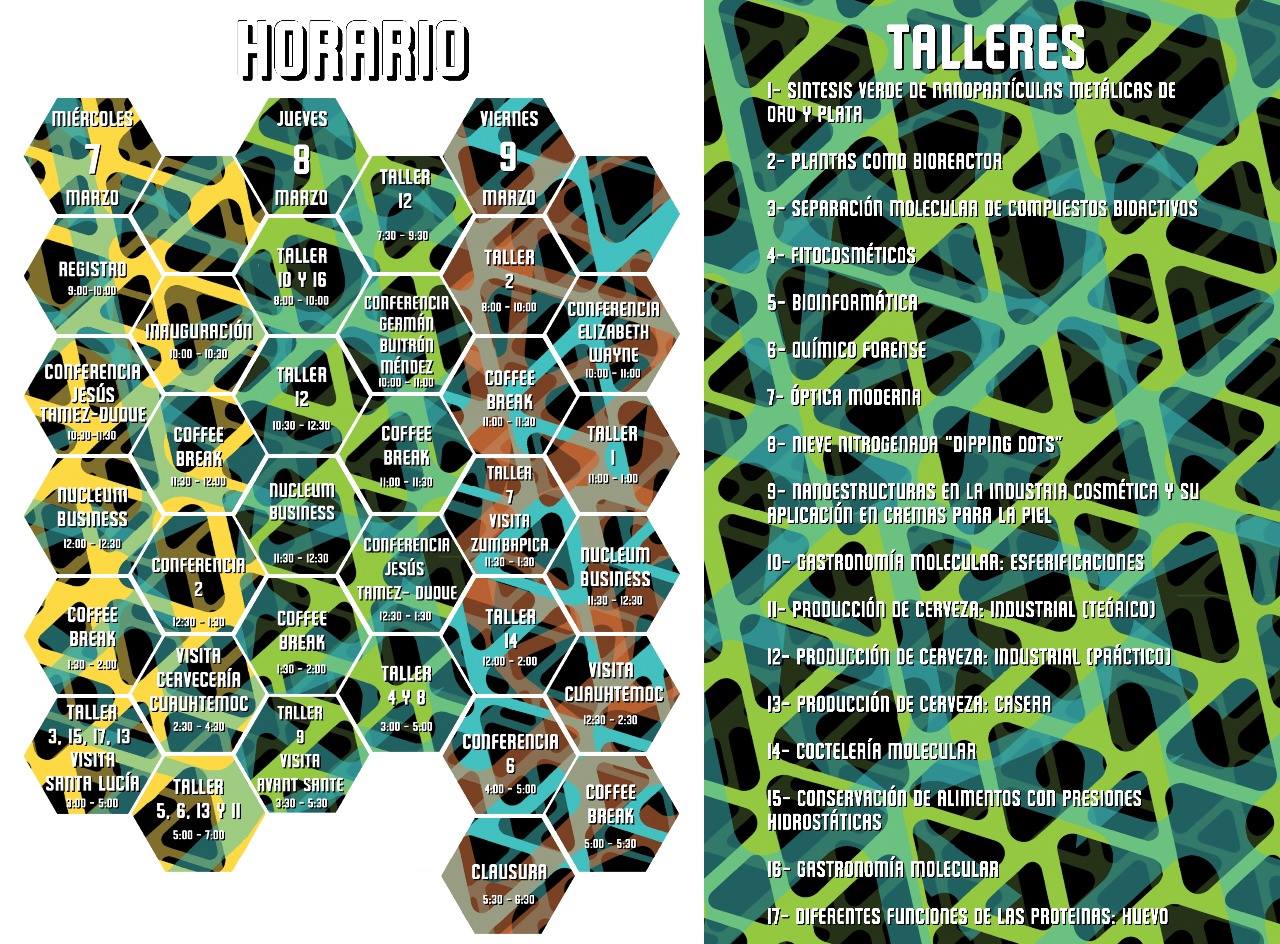 HORARIO
MIÉRCOLES
7
MARZO
REGISTRO
9:00-10:00
INAUGURACIÓN
10:00 - 10:30
CONFERENCIA
JESÚS
TAMEZ-DUQUE
10:30-11:30
COFFEE
BREAK
11:30 - 12:00
NUCLEUM
BUSINESS
12:00 - 12:30
CONFERENCIA
2
12:30 - 1:30
COFFEE
BREAK
1:30 - 2:00
VISITA
CERVECERÍA
CUAUHTEMOC
2:30 - 4:30
TALLER
3, 15, 17, 13
VISITA
SANTA LUCÍA
3:00 - 5:00
TALLER
5, 6, 13 Y 11
5:00 - 7:00
JUEVES
8
MARZO
TALLER
12
7:30 - 9:30
TALLER
10 Y 16
8:00 - 10:00
CONFERENCIA
GERMÁN
BUITRÓN
MÉNDEZ
10:00 - 11:00
TALLER
12
10:30 - 12:30
COFFEE
BREAK
11:00 - 11:30
NUCLEUM
BUSINESS
11:30 - 12:30
CONFERENCIA
JESÚS
TAMEZ- DUQUE
12:30 - 1:30
COFFEE
BREAK
1:30 - 2:00
TALLER
4 Y 8
3:00 - 5:00
TALLER
9
VISITA
AVANT SANTE
3:30 - 5:30
VIERNES
9
MARZO
TALLER
2
8:00 - 10:00
CONFERENCIA
ELIZABETH
WAYNE
10:00 - 11:00
COFFEE
BREAK
11:00 - 11:30
TALLER
1
11:00 - 1:00
TALLER
7
VISITA
ZUMBAPICA
11:30 - 1:30
NUCLEUM
BUSINESS
11:30 - 12:30
TALLER
14
12:00 - 2:00
VISITA
CUAUHTEMOC
12:30 - 2:30
CONFERENCIA
6
4:00 - 5:00
COFFEE
BREAK
5:00 - 5:30
CLAUSURA
5:30 - 6:30
TALLERES
1- SINTESIS VERDE DE NANOPARTÍCULAS METÁLICAS DE
ORO Y PLATA
2- PLANTAS COMO BIOREACTOR
3- SEPARACIÓN MOLECULAR DE COMPUESTOS BIOACTIVOS
4- FITOCOSMÉTICOS
5- BIOINFORMÁTICA
6- QUÍMICO FORENSE
7- ÓPTICA MODERNA
8- NIEVE NITROGENADA "DIPPING DOTS"
9- NANOESTRUCTURAS EN LA INDUSTRIA COSMÉTICA Y SU
APLICACIÓN EN CREMAS PARA LA PIEL
10- GASTRONOMÍA MOLECULAR: ESFERIFICACIONES
11- PRODUCCIÓN DE CERVEZA: INDUSTRIAL (TEÓRICO)
12- PRODUCCIÓN DE CERVEZA: INDUSTRIAL (PRÁCTICO)
13- PRODUCCIÓN DE CERVEZA: CASERA
14- COCTELERÍA MOLECULAR
15- CONSERVACIÓN DE ALIMENTOS CON PRESIONES
HIDROSTÁTICAS
16- GASTRONOMÍA MOLECULAR
17- DIFERENTES FUNCIONES DE LAS PROTEINAS: HUEVO